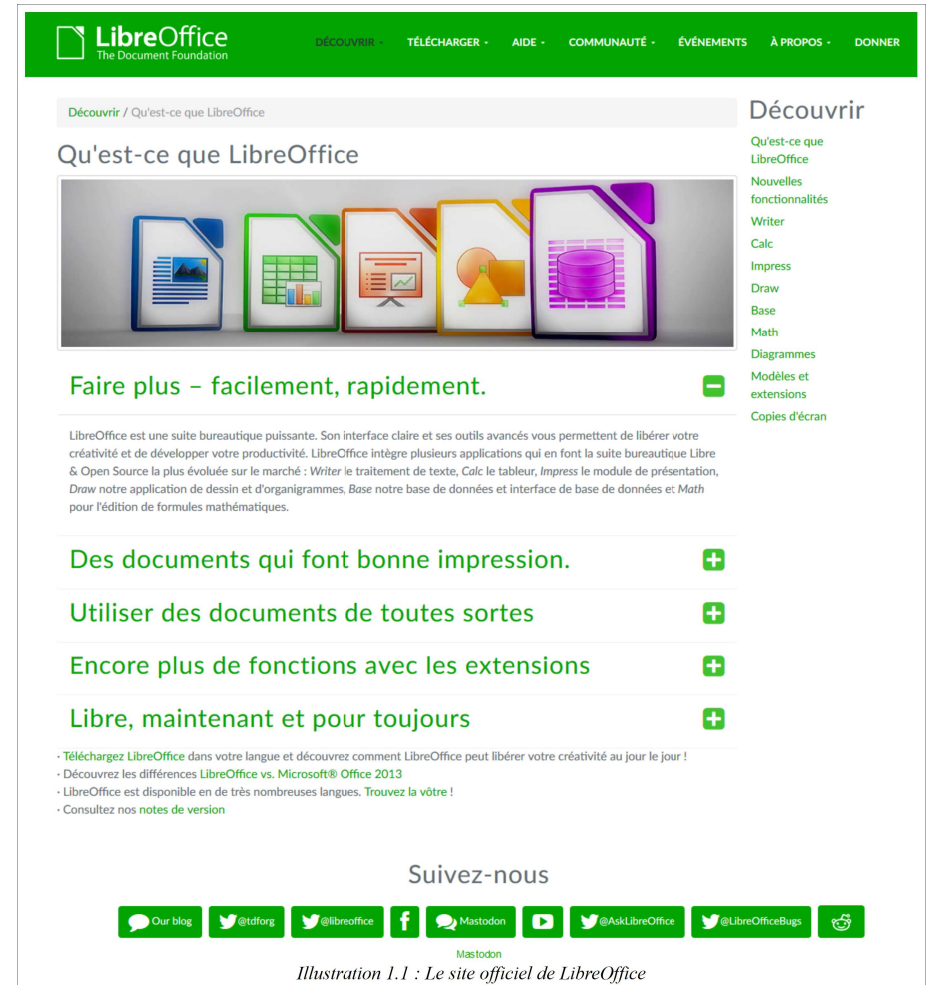 LibreOffice
The Document Foundation
DÉCOUVRIR
TÉLÉCHARGER
AIDE
COMMUNAUTÉ
ÉVÉNEMENTS
À PROPOS
DONNER
Découvrir / Qu'est-ce que LibreOffice
Qu'est-ce que LibreOffice
Faire plus – facilement, rapidement.
LibreOffice est une suite bureautique puissante. Son interface claire et ses outils avancés vous permettent de libérer votre
créativité et de développer votre productivité. LibreOffice intègre plusieurs applications qui en font la suite bureautique Libre
& Open Source la plus évoluée sur le marché : Writer le traitement de texte, Calc le tableur, Impress le module de présentation,
Draw notre application de dessin et d'organigrammes, Base notre base de données et interface de base de données et Math
pour l'édition de formules mathématiques.
Des documents qui font bonne impression.
Utiliser des documents de toutes sortes
Encore plus de fonctions avec les extensions
Libre, maintenant et pour toujours
· Téléchargez LibreOffice dans votre langue et découvrez comment LibreOffice peut libérer votre créativité au jour le jour !
· Découvrez les différences LibreOffice vs. Microsoft® Office 2013
· LibreOffice est disponible en de très nombreuses langues. Trouvez la vôtre !
· Consultez nos notes de version
Découvrir
Qu'est-ce que
LibreOffice
Nouvelles
fonctionnalités
Writer
Calc
Impress
Draw
Base
Math
Diagrammes
Modèles et
extensions
Copies d'écran
Suivez-nous
Our blog
@tdforg
@libreoffice
Mastodon
@AskLibreOffice
@LibreOfficeBugs
Mastodon
Illustration 1.1 : Le site officiel de LibreOffice